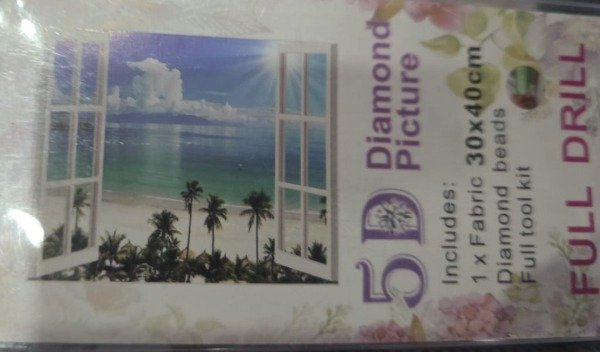 5D Diamond
Picture
Includes:
1 x Fabric 30x40cm
Diamond beads
Full tool kit
FULL DRILL